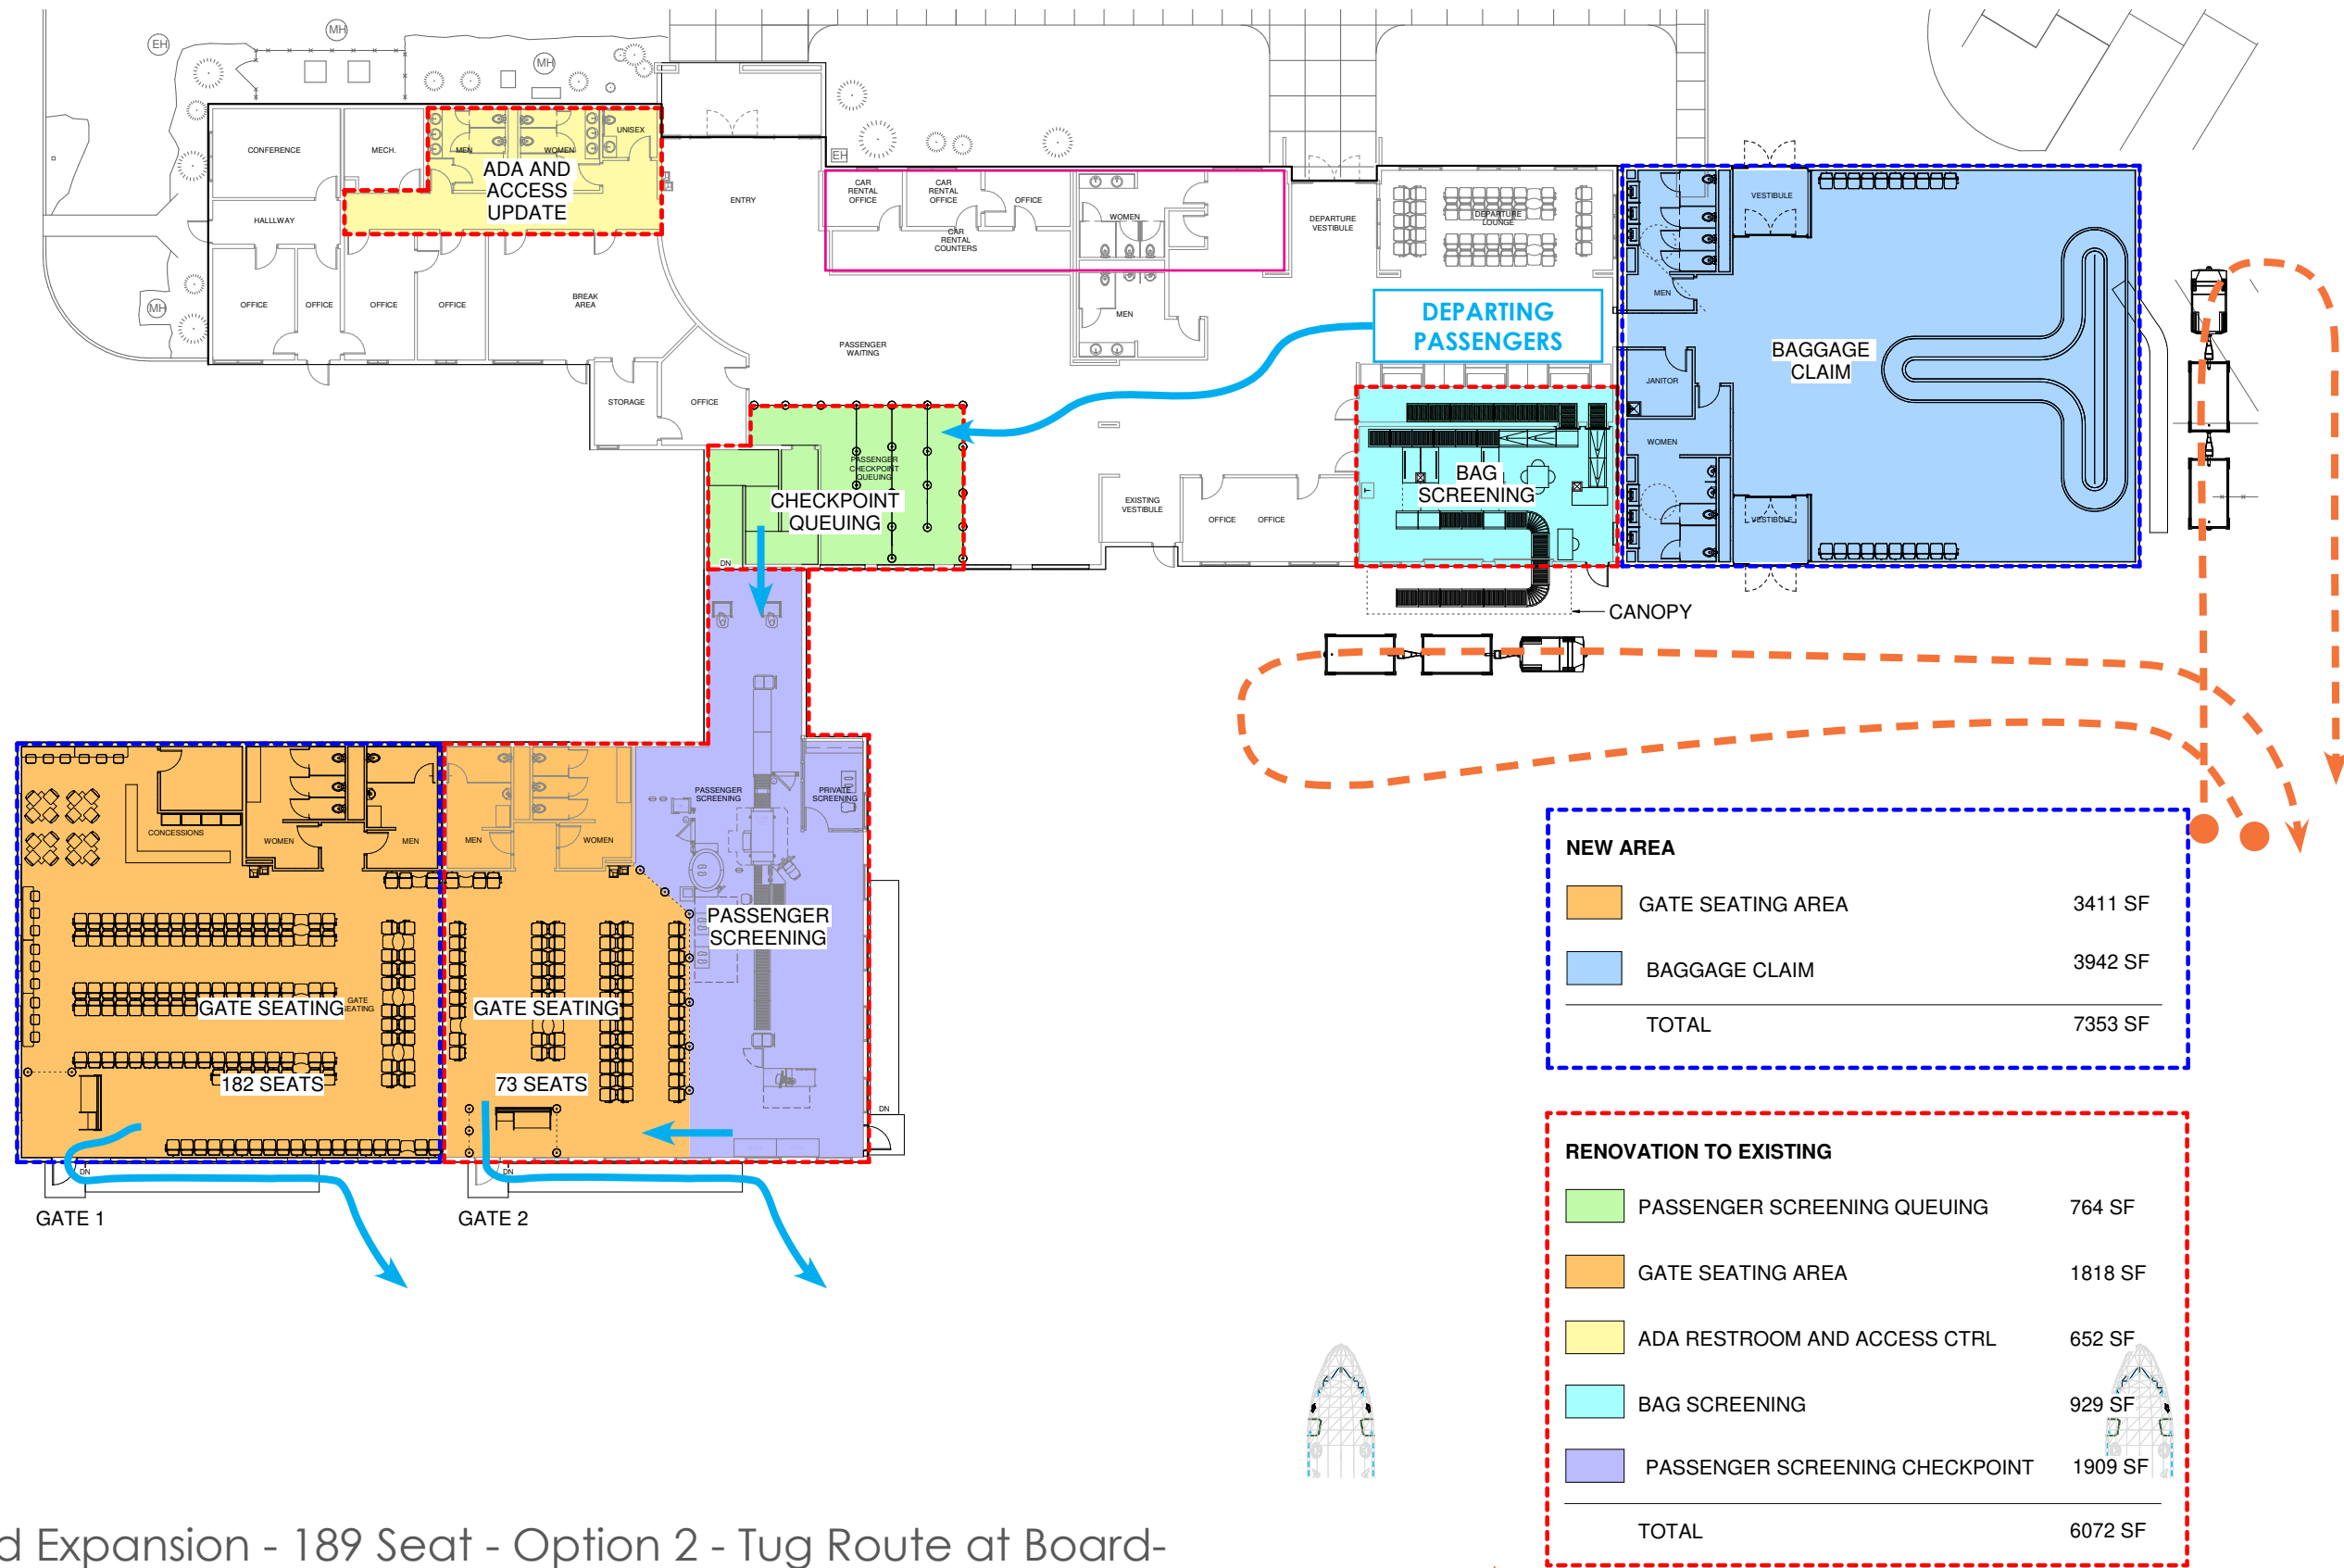 EH
MH
MH
MH
EH
CONFERENCE
MECH.
MEN
WOMEN
UNISEX
ADA AND
ACCESS
UPDATE
HALLLWAY
OFFICE
OFFICE
OFFICE
OFFICE
BREAK
AREA
STORAGE
OFFICE
ENTRY
CAR
RENTAL
OFFICE
CAR
RENTAL
OFFICE
OFFICE
CAR
RENTAL
COUNTERS
WOMEN
MEN
PASSENGER
WAITING
DEPARTURE
VESTIBULE
DEPARTURE
LOUNGE
DEPARTING
PASSENGERS
VESTIBULE
MEN
JANITOR
WOMEN
VESTIBULE
BAGGAGE
CLAIM
PASSENGER
CHECKPOINT
QUEUING
CHECKPOINT
QUEUING
DN
EXISTING
VESTIBULE
OFFICE
OFFICE
T
BAG
SCREENING
CANOPY
CONCESSIONS
WOMEN
MEN
MEN
WOMEN
PASSENGER
SCREENING
PRIVATE
SCREENING
PASSENGER
SCREENING
GATE SEATING
GATE
SEATING
182 SEATS
GATE SEATING
73 SEATS
DN
DN
DN
GATE 1
GATE 2
NEW AREA
GATE SEATING AREA 3411 SF
BAGGAGE CLAIM 3942 SF
TOTAL 7353 SF
RENOVATION TO EXISTING
PASSENGER SCREENING QUEUING 764 SF
GATE SEATING AREA 1818 SF
ADA RESTROOM AND ACCESS CTRL 652 SF
BAG SCREENING 929 SF
PASSENGER SCREENING CHECKPOINT 1909 SF
TOTAL 6072 SF
d Expansion - 189 Seat - Option 2 - Tug Route at Board-